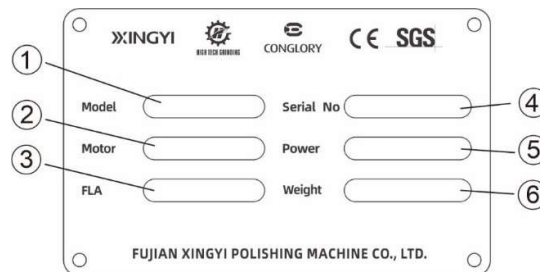 XINGYI HIGH TECH GRINDING CONGLORY CE SGS
① Model Serial No ④
② Motor Power ⑤
③ FLA Weight ⑥
FUJIAN XINGYI POLISHING MACHINE CO., LTD.